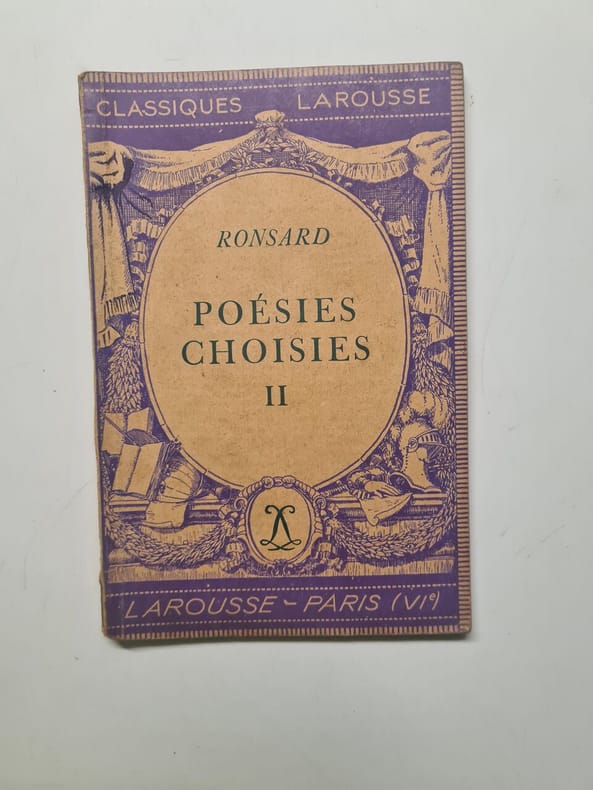 CLASSIQUES LAROUSSE
RONSARD
POÉSIES
CHOISIES
II
LAROUSSE - PARIS (VIe)